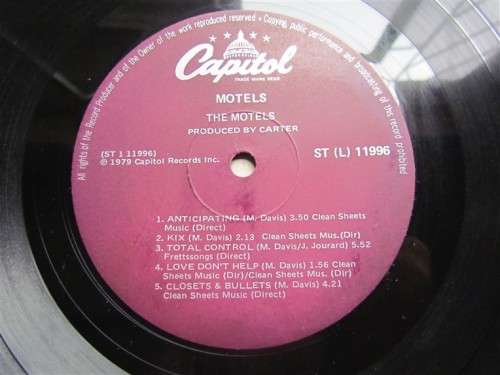 All rights of the Record Producer and of the Owner of the work reproduced reserved • Copying, public performance and broadcasting of this record prohibited
Capitol
TRADE MARK REGD
MOTELS
THE MOTELS
PRODUCED BY CARTER
(ST 1 11996)
℗ 1979 Capitol Records Inc.
ST (L) 11996
1. ANTICIPATING (M. Davis) 3.50 Clean Sheets
Music (Direct)
2. KIX (M. Davis) 2.13 Clean Sheets Mus.(Dir)
3. TOTAL CONTROL (M. Davis/J. Jourard) 5.52
Frettsongs (Direct)
4. LOVE DON'T HELP (M. Davis) 1.56 Clean
Sheets Music (Dir)/Clean Sheets Mus. (Dir)
5. CLOSETS & BULLETS (M. Davis) 4.21
Clean Sheets Music (Direct)